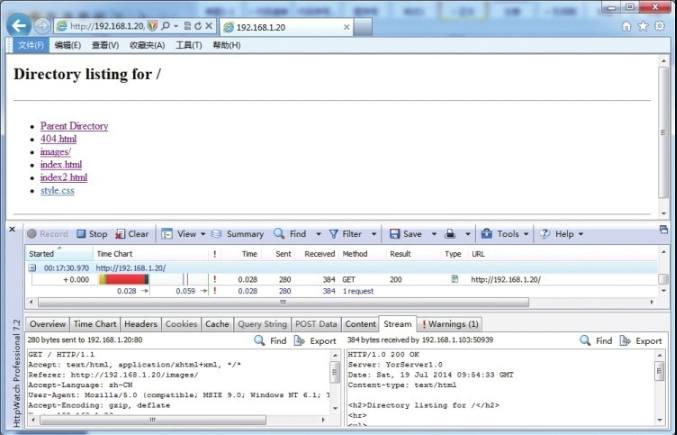 http://192.168.1.20,
192.168.1.20
文件(F) 编辑(E) 查看(V) 收藏夹(A) 工具(T) 帮助(H)
Directory listing for /
Parent Directory
404.html
images/
index.html
index2.html
style.css
Record Stop Clear View Summary Find Filter Save Tools Help
Started Time Chart ! Time Sent Received Method Result Type URL
00:17:30.970 http://192.168.1.20/
+ 0.000 ! 0.028 280 384 GET 200 http://192.168.1.20/
0.028 0.059 ! 0.028 280 384 1 request
Overview Time Chart Headers Cookies Cache Query String POST Data Content Stream ! Warnings (1)
280 bytes sent to 192.168.1.20:80 Find Export
384 bytes received by 192.168.1.103:50939 Find Export
GET / HTTP/1.1
Accept: text/html, application/xhtml+xml, */*
Referer: http://192.168.1.20/images/
Accept-Language: zh-CN
User-Agent: Mozilla/5.0 (compatible; MSIE 9.0; Windows NT 6.1; T
Accept-Encoding: gzip, deflate
HTTP/1.0 200 OK
Server: YorServer1.0
Date: Sat, 19 Jul 2014 09:54:33 GMT
Content-type: text/html
<h2>Directory listing for /</h2>
<hr>
<ul>
HttpWatch Professional 7.2